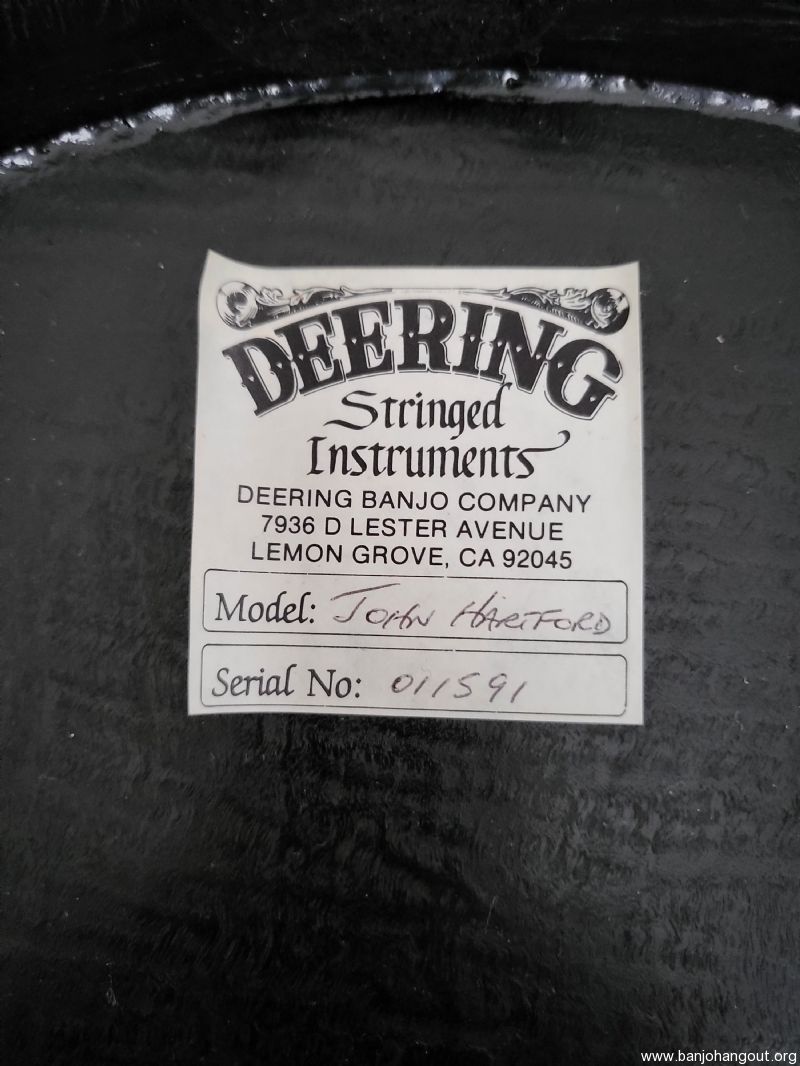 DEERING
Stringed
Instruments
DEERING BANJO COMPANY
7936 D LESTER AVENUE
LEMON GROVE, CA 92045
Model: JOHN HARTFORD
Serial No: 011591
www.banjohangout.org